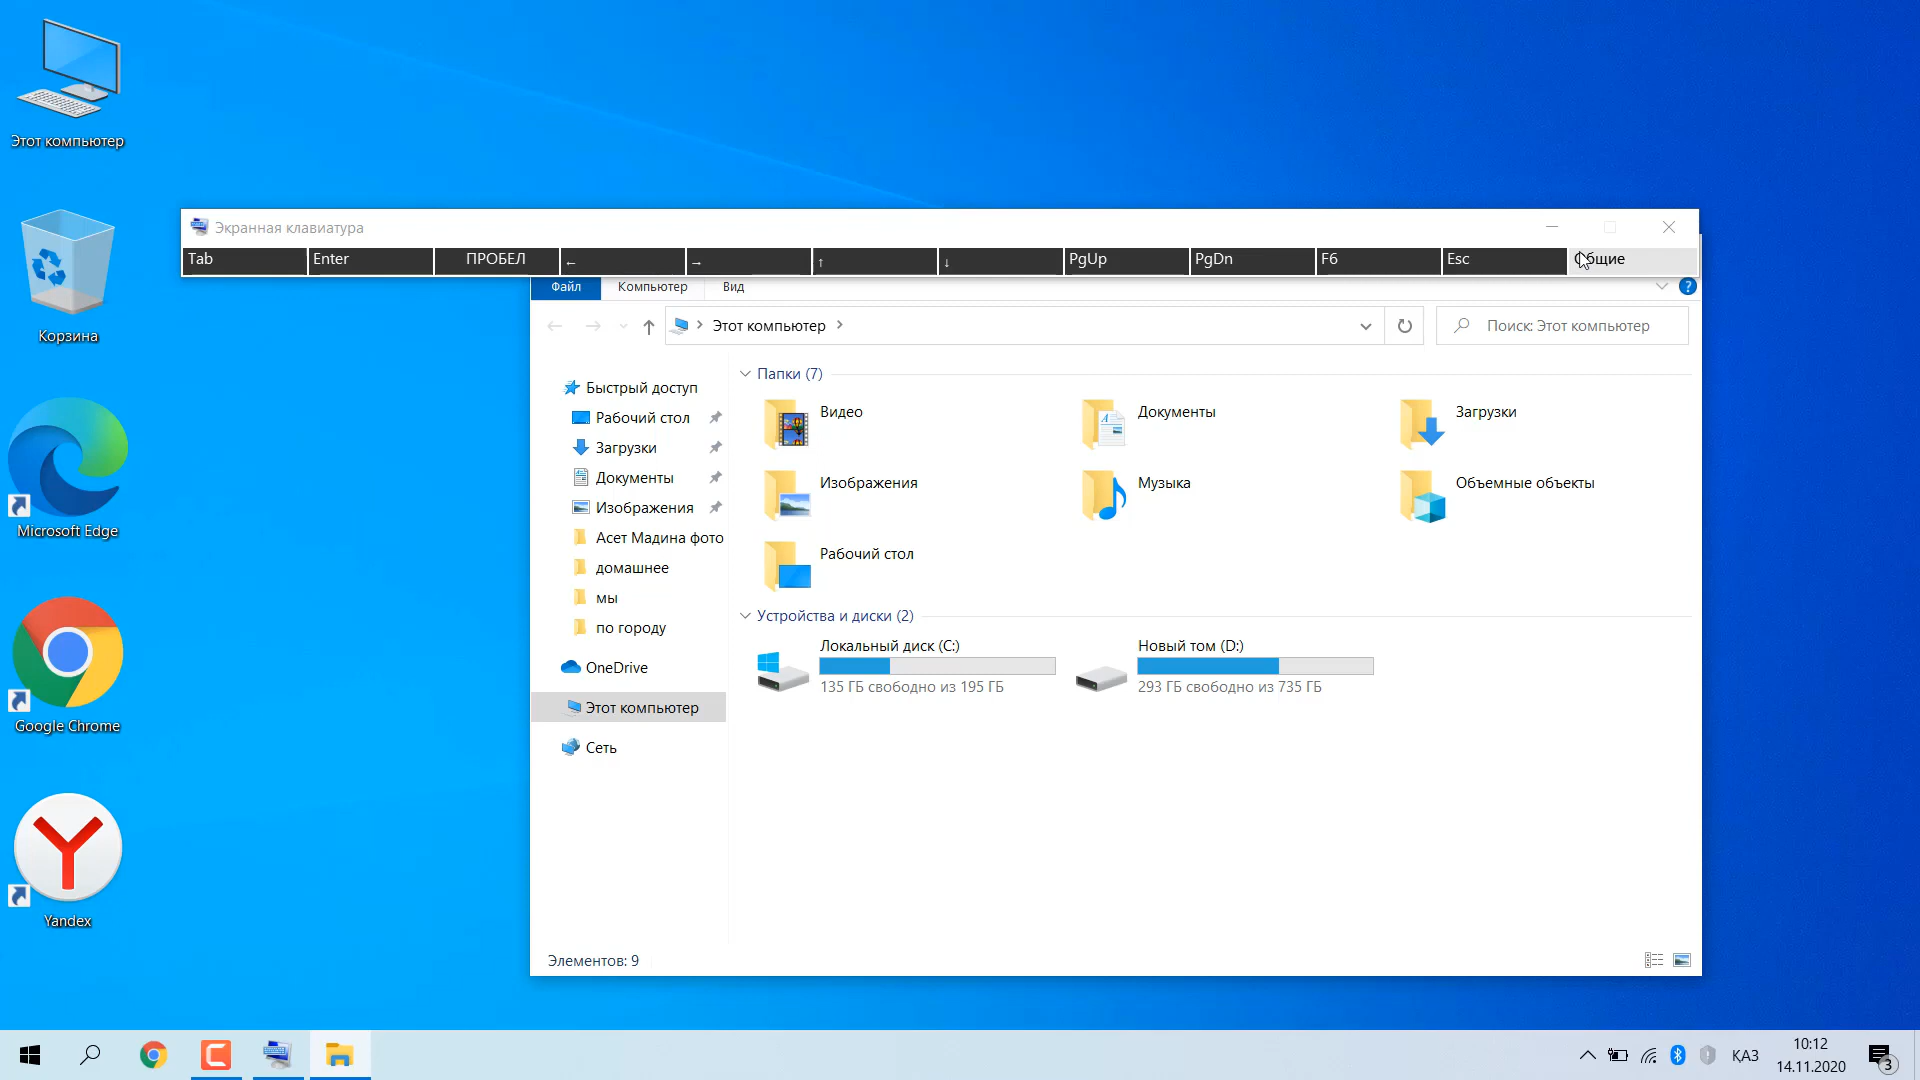 Этот компьютер
Корзина
Microsoft Edge
Google Chrome
Yandex
Экранная клавиатура
Tab Enter ПРОБЕЛ ← → ↑ ↓ PgUp PgDn F6 Esc Общие
Файл Компьютер Вид
Этот компьютер
Поиск: Этот компьютер
Быстрый доступ
Рабочий стол
Загрузки
Документы
Изображения
Асет Мадина фото
домашнее
мы
по городу
OneDrive
Этот компьютер
Сеть
Папки (7)
Видео
Документы
Загрузки
Изображения
Музыка
Объемные объекты
Рабочий стол
Устройства и диски (2)
Локальный диск (C:)
135 ГБ свободно из 195 ГБ
Новый том (D:)
293 ГБ свободно из 735 ГБ
Элементов: 9
ҚАЗ
10:12
14.11.2020
3